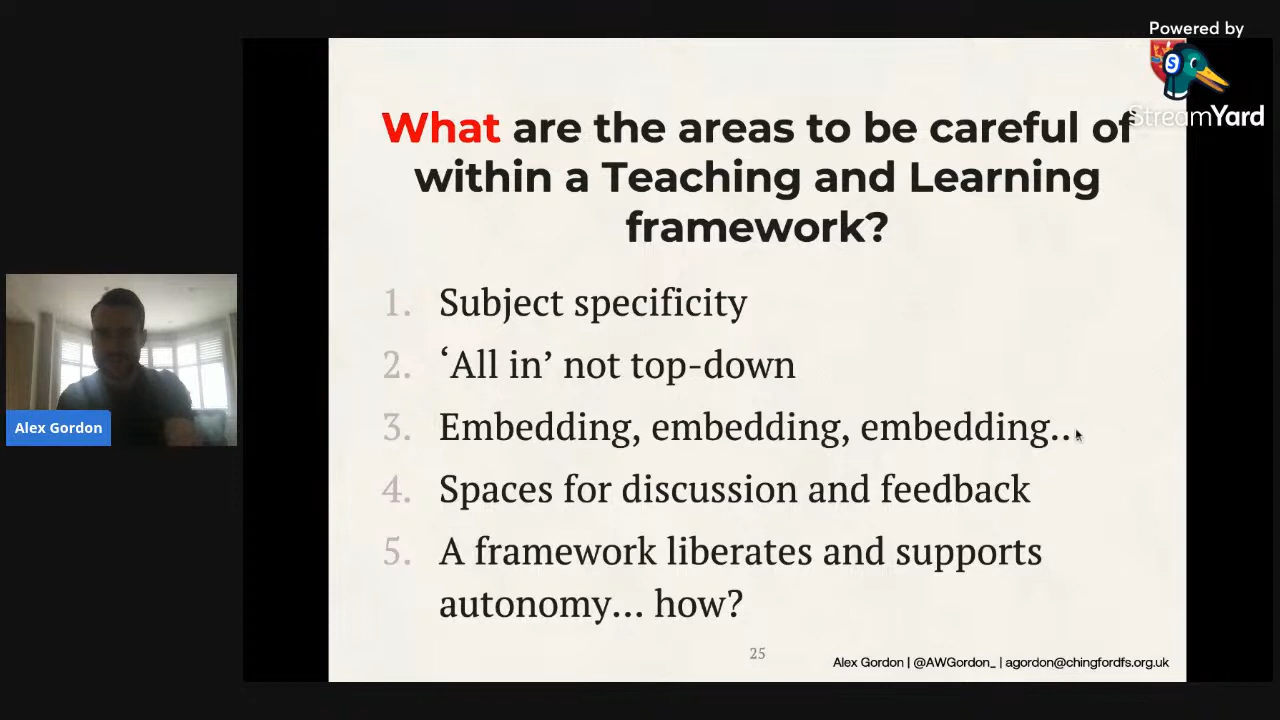 Powered by
StreamYard
What are the areas to be careful of
within a Teaching and Learning
framework?
1. Subject specificity
2. ‘All in’ not top-down
3. Embedding, embedding, embedding...
4. Spaces for discussion and feedback
5. A framework liberates and supports
autonomy... how?
25
Alex Gordon | @AWGordon_ | agordon@chingfordfs.org.uk
Alex Gordon